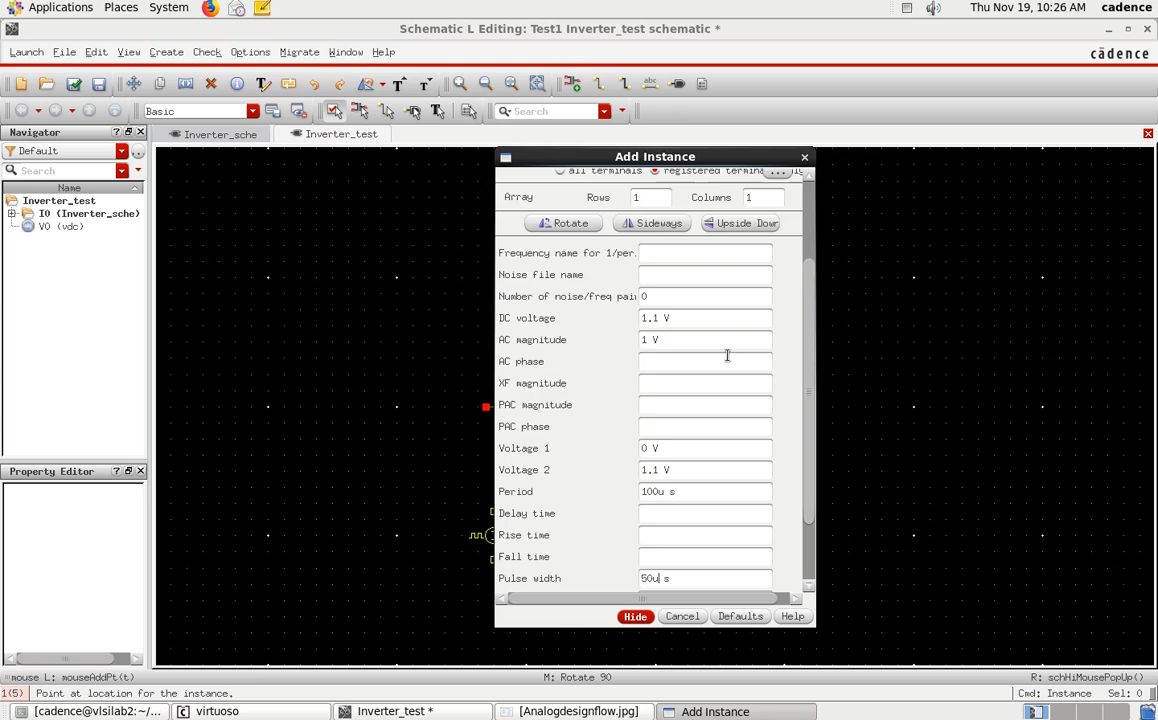 Applications Places System Thu Nov 19, 10:26 AM cadence
Schematic L Editing: Test1 Inverter_test schematic *
Launch File Edit View Create Check Options Migrate Window Help cādence
Basic Search
Navigator Inverter_sche Inverter_test
Default
Search
Name
Inverter_test
I0 (Inverter_sche)
V0 (vdc)
Property Editor
Add Instance
all terminals registered termina
Array Rows 1 Columns 1
Rotate Sideways Upside Down
Frequency name for 1/per.
Noise file name
Number of noise/freq pair 0
DC voltage 1.1 V
AC magnitude 1 V
AC phase
XF magnitude
PAC magnitude
PAC phase
Voltage 1 0 V
Voltage 2 1.1 V
Period 100u s
Delay time
Rise time
Fall time
Pulse width 50u s
Hide Cancel Defaults Help
mouse L: mouseAddPt(t) M: Rotate 90 R: schHiMousePopUp()
1(5) Point at location for the instance. Cmd: Instance Sel: 0
[cadence@vlsilab2:~/... virtuoso Inverter_test * [Analogdesignflow.jpg] Add Instance